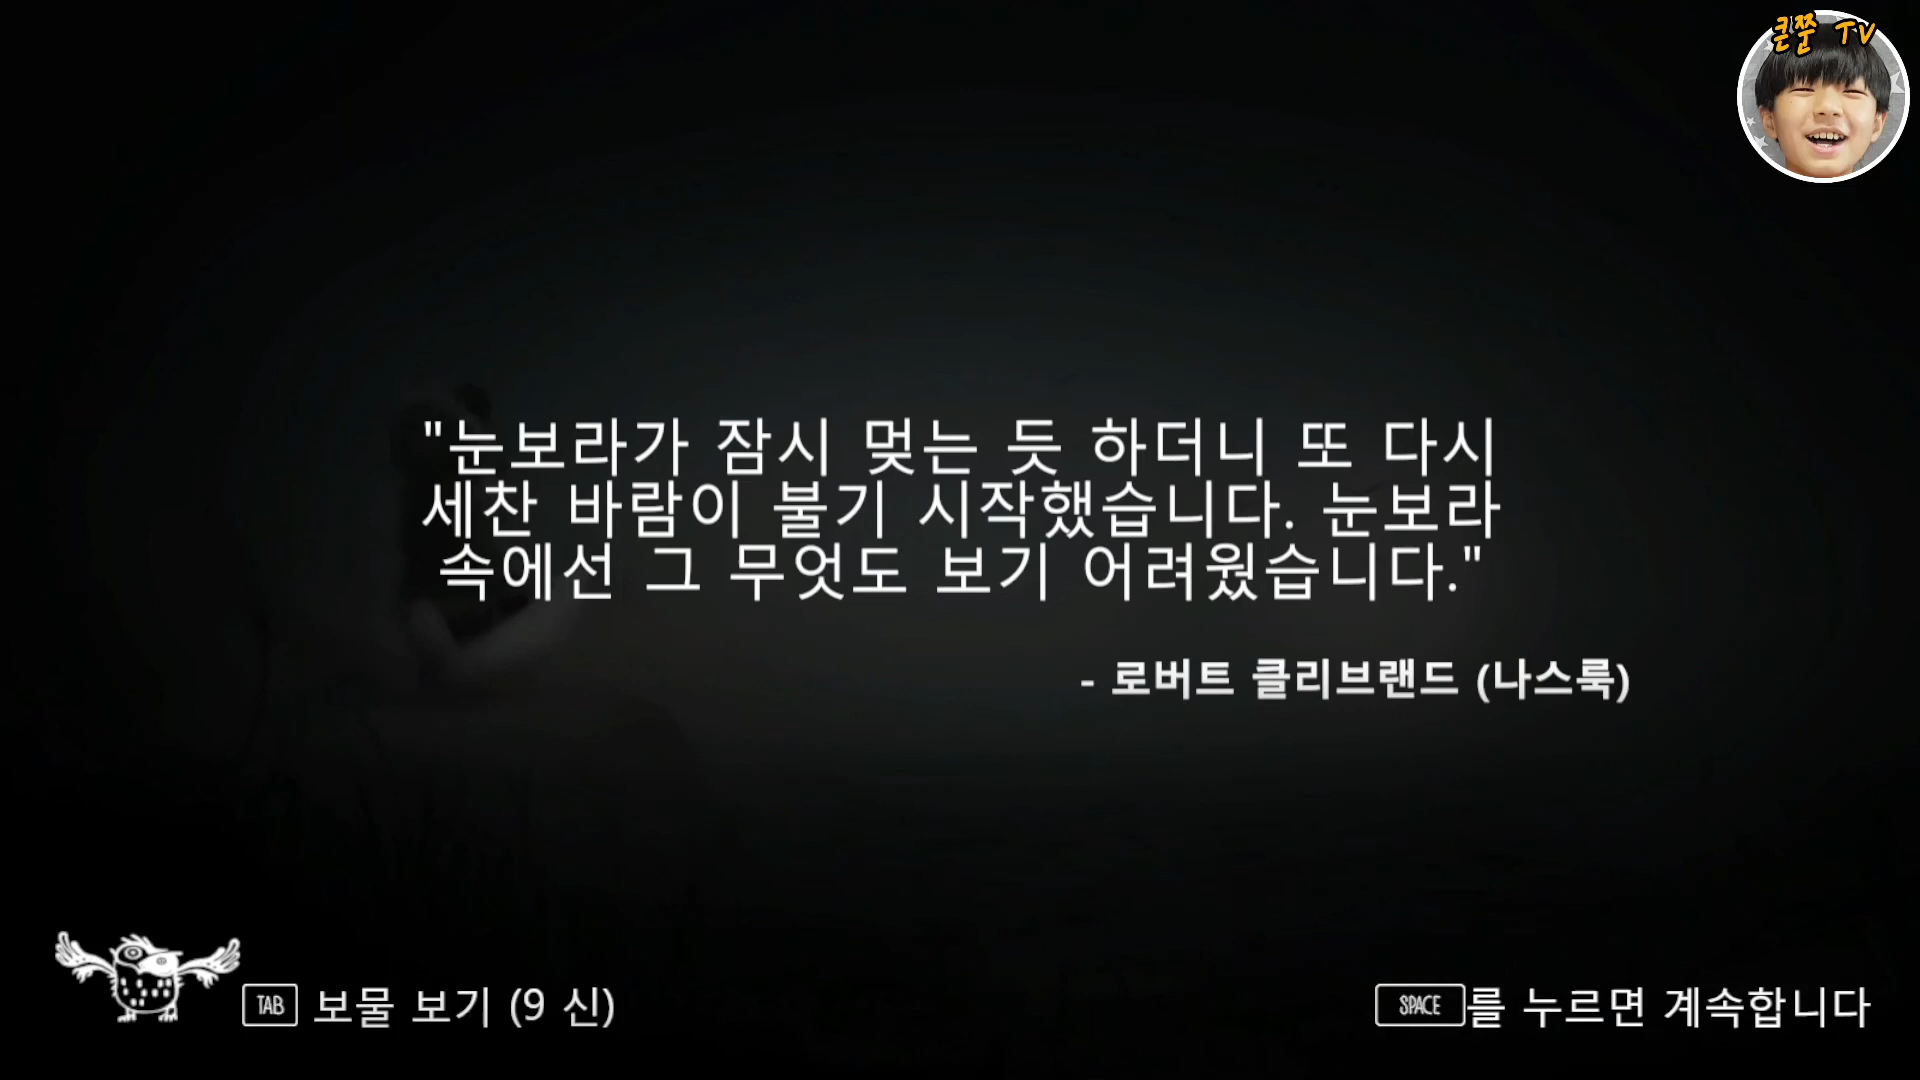 큰쭌 TV
"눈보라가 잠시 멎는 듯 하더니 또 다시
세찬 바람이 불기 시작했습니다. 눈보라
속에선 그 무엇도 보기 어려웠습니다."
- 로버트 클리브랜드 (나스룩)
TAB 보물 보기 (9 신)
SPACE를 누르면 계속합니다